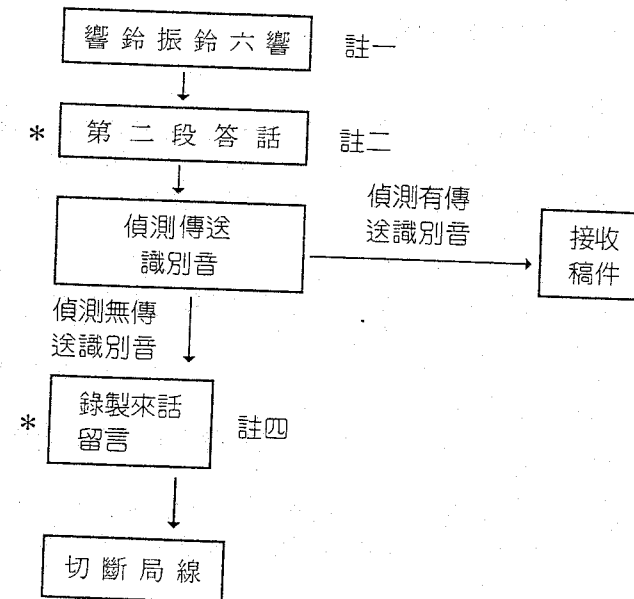 響鈴振鈴六響 註一
* 第二段答話 註二
偵測傳送
識別音
偵測有傳
送識別音
接收
稿件
偵測無傳
送識別音
* 錄製來話
留言
註四
切斷局線